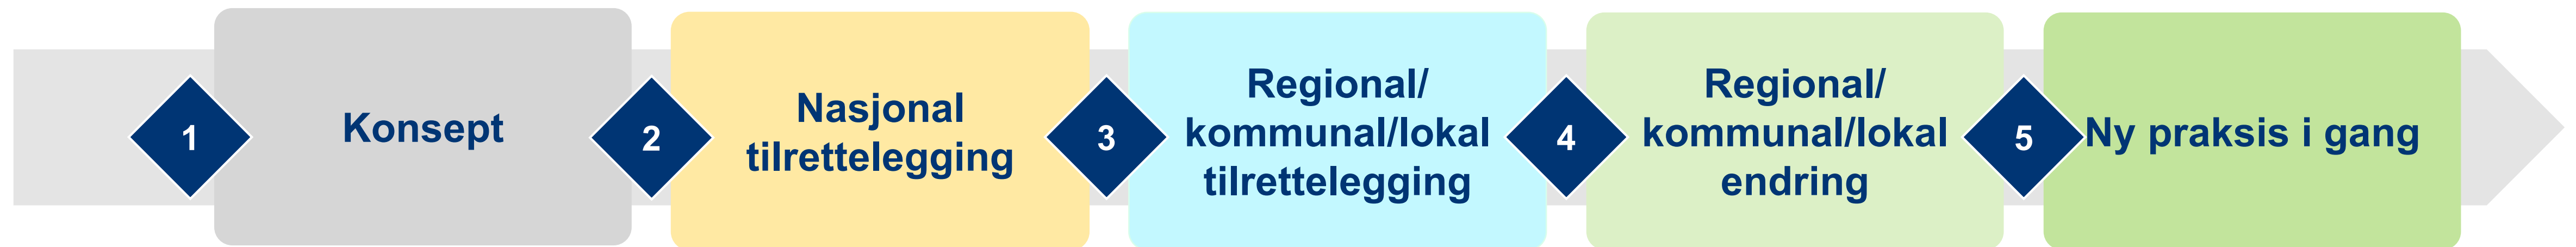 1
Konsept
2
Nasjonal
tilrettelegging
3
Regional/
kommunal/lokal
tilrettelegging
4
Regional/
kommunal/lokal
endring
5
Ny praksis i gang